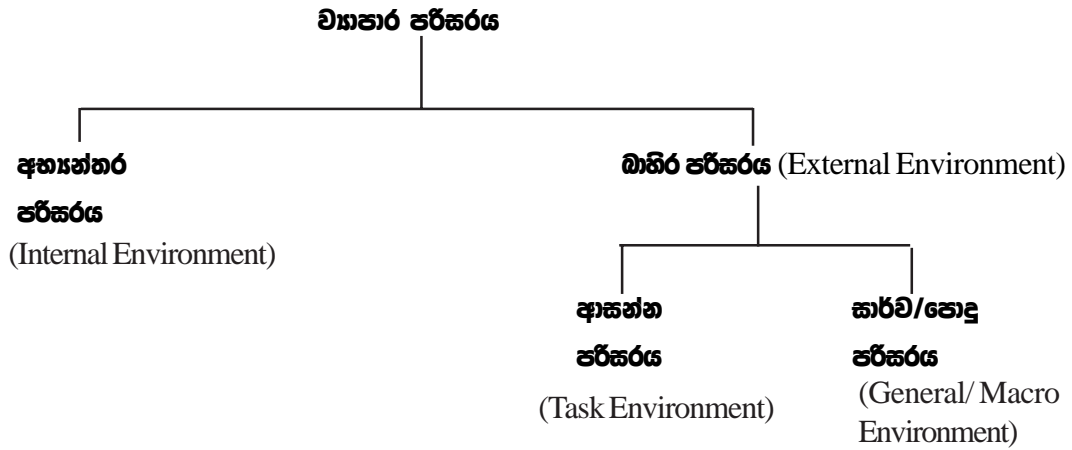 ව්‍යාපාර පරිසරය
අභ්‍යන්තර
පරිසරය
(Internal Environment)
බාහිර පරිසරය (External Environment)
ආසන්න
පරිසරය
(Task Environment)
සාර්ව/පොදු
පරිසරය
(General/ Macro
Environment)